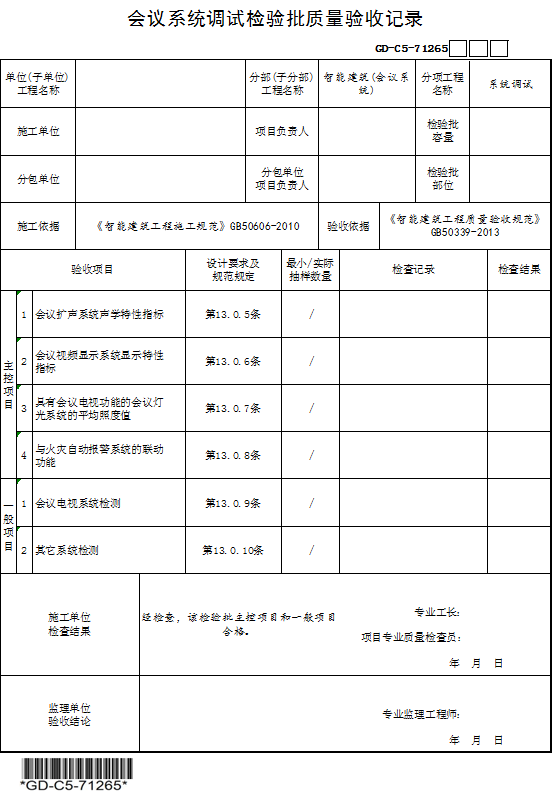 会议系统调试检验批质量验收记录
GD-C5-71265
单位(子单位)
工程名称
分部(子分部)
工程名称
智能建筑(会议系
统)
分项工程
名称
系统调试
施工单位
项目负责人
检验批
容量
分包单位
分包单位
项目负责人
检验批
部位
施工依据
《智能建筑工程施工规范》GB50606-2010
验收依据
《智能建筑工程质量验收规范》
GB50339-2013
验收项目
设计要求及
规范规定
最小/实际
抽样数量
检查记录
检查结果
主控项目
1
会议扩声系统声学特性指标
第13.0.5条
/
2
会议视频显示系统显示特性
指标
第13.0.6条
/
3
具有会议电视功能的会议灯
光系统的平均照度值
第13.0.7条
/
4
与火灾自动报警系统的联动
功能
第13.0.8条
/
一般项目
1
会议电视系统检测
第13.0.9条
/
2
其它系统检测
第13.0.10条
/
施工单位
检查结果
经检查，该检验批主控项目和一般项目
合格。
专业工长：
项目专业质量检查员：
年 月 日
监理单位
验收结论
专业监理工程师：
年 月 日
*GD-C5-71265*